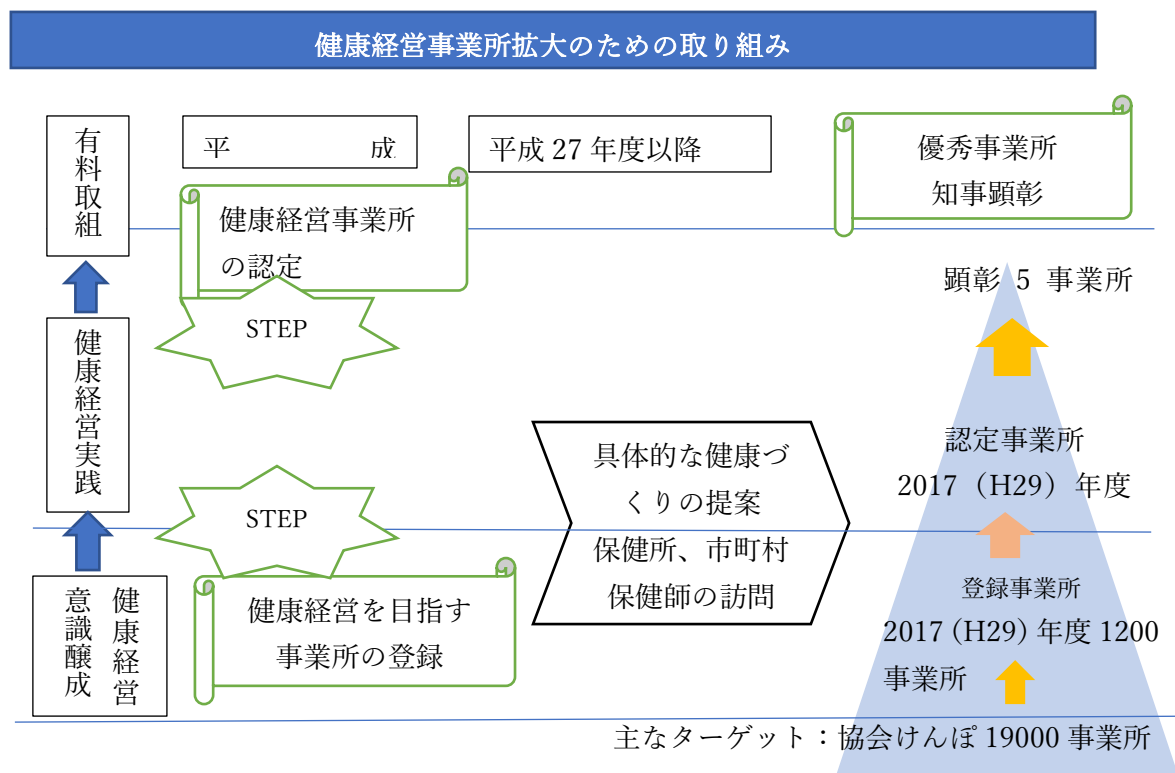 健康経営事業所拡大のための取り組み
有料取組
平　　　　　成
平成 27 年度以降
優秀事業所
知事顕彰
健康経営事業所
の認定
顕彰 5 事業所
STEP
健康経営実践
認定事業所
2017（H29）年度
具体的な健康づ
くりの提案
保健所、市町村
保健師の訪問
STEP
登録事業所
2017 (H29) 年度 1200
事業所
健康経営
意識醸成
健康経営を目指す
事業所の登録
主なターゲット：協会けんぽ 19000 事業所